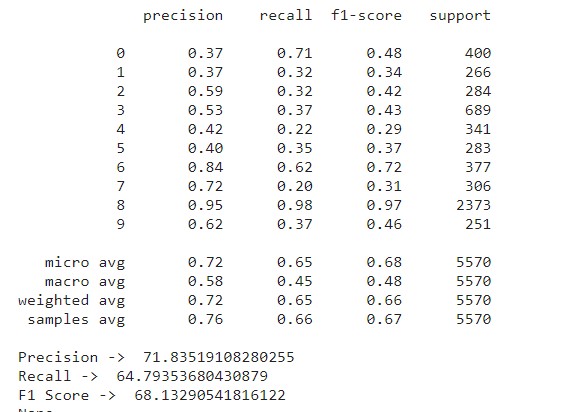 precision recall f1-score support
0 0.37 0.71 0.48 400
1 0.37 0.32 0.34 266
2 0.59 0.32 0.42 284
3 0.53 0.37 0.43 689
4 0.42 0.22 0.29 341
5 0.40 0.35 0.37 283
6 0.84 0.62 0.72 377
7 0.72 0.20 0.31 306
8 0.95 0.98 0.97 2373
9 0.62 0.37 0.46 251
micro avg 0.72 0.65 0.68 5570
macro avg 0.58 0.45 0.48 5570
weighted avg 0.72 0.65 0.66 5570
samples avg 0.76 0.66 0.67 5570
Precision -> 71.83519108280255
Recall -> 64.79353680430879
F1 Score -> 68.13290541816122